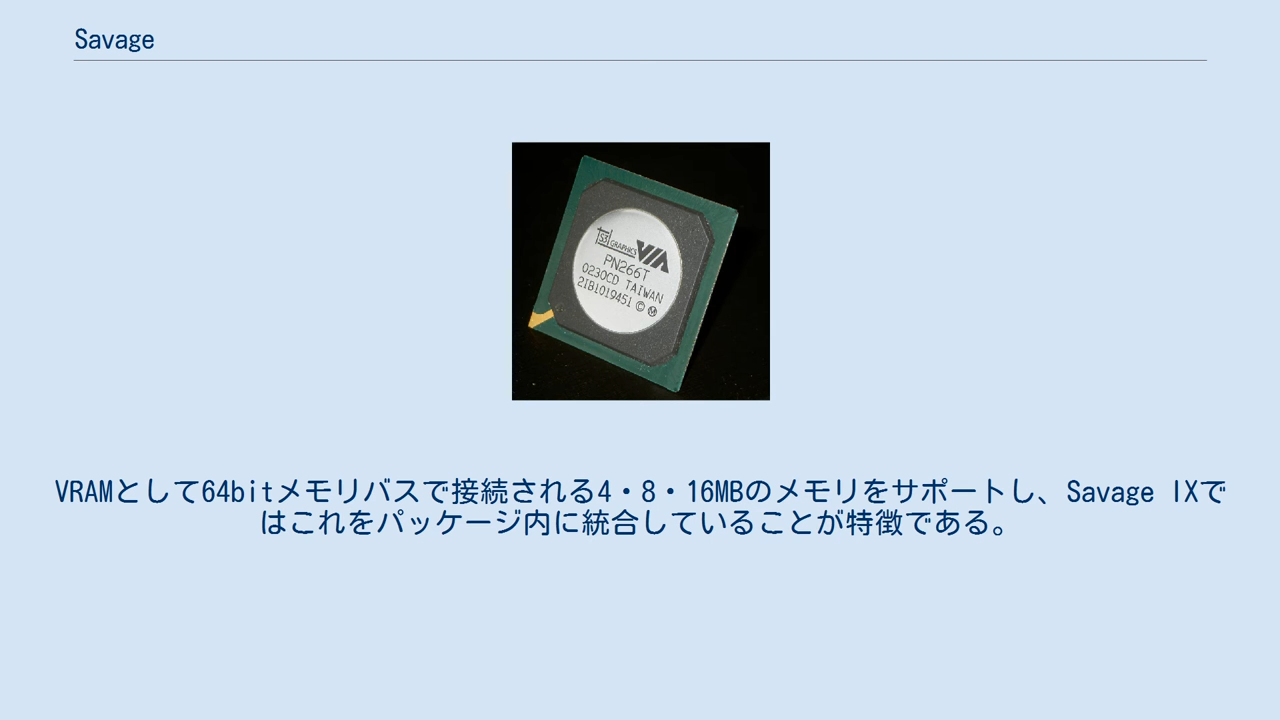 Savage
S3 GRAPHICS VIA
PN266T
0230CD TAIWAN
21B1019451 © Ⓜ
VRAMとして64bitメモリバスで接続される4・8・16MBのメモリをサポートし、Savage IXで
はこれをパッケージ内に統合していることが特徴である。